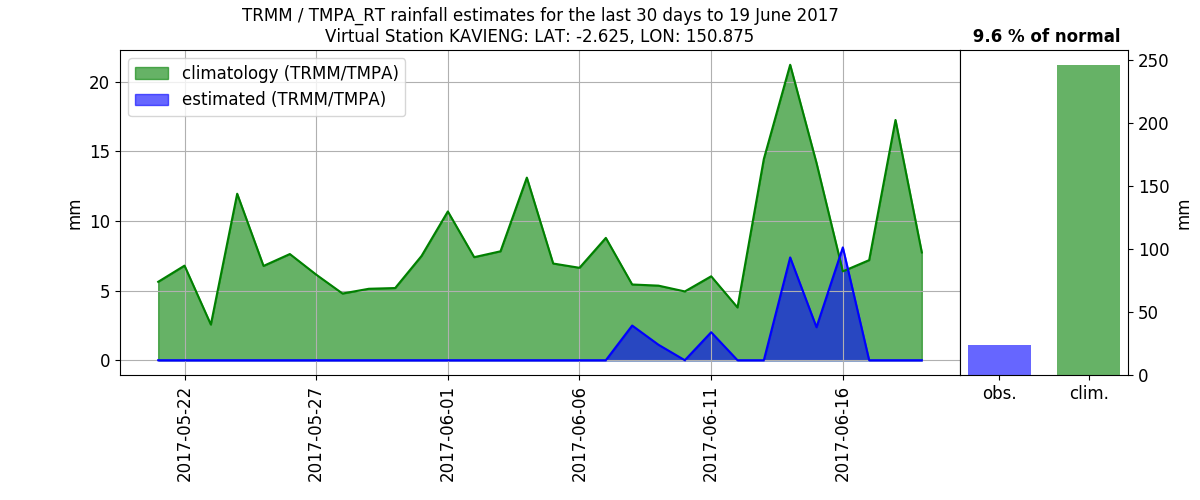 TRMM / TMPA_RT rainfall estimates for the last 30 days to 19 June 2017
Virtual Station KAVIENG: LAT: -2.625, LON: 150.875
9.6 % of normal
climatology (TRMM/TMPA)
estimated (TRMM/TMPA)
20
15
10
5
0
mm
2017-05-22
2017-05-27
2017-06-01
2017-06-06
2017-06-11
2017-06-16
250
200
150
100
50
0
mm
obs.
clim.